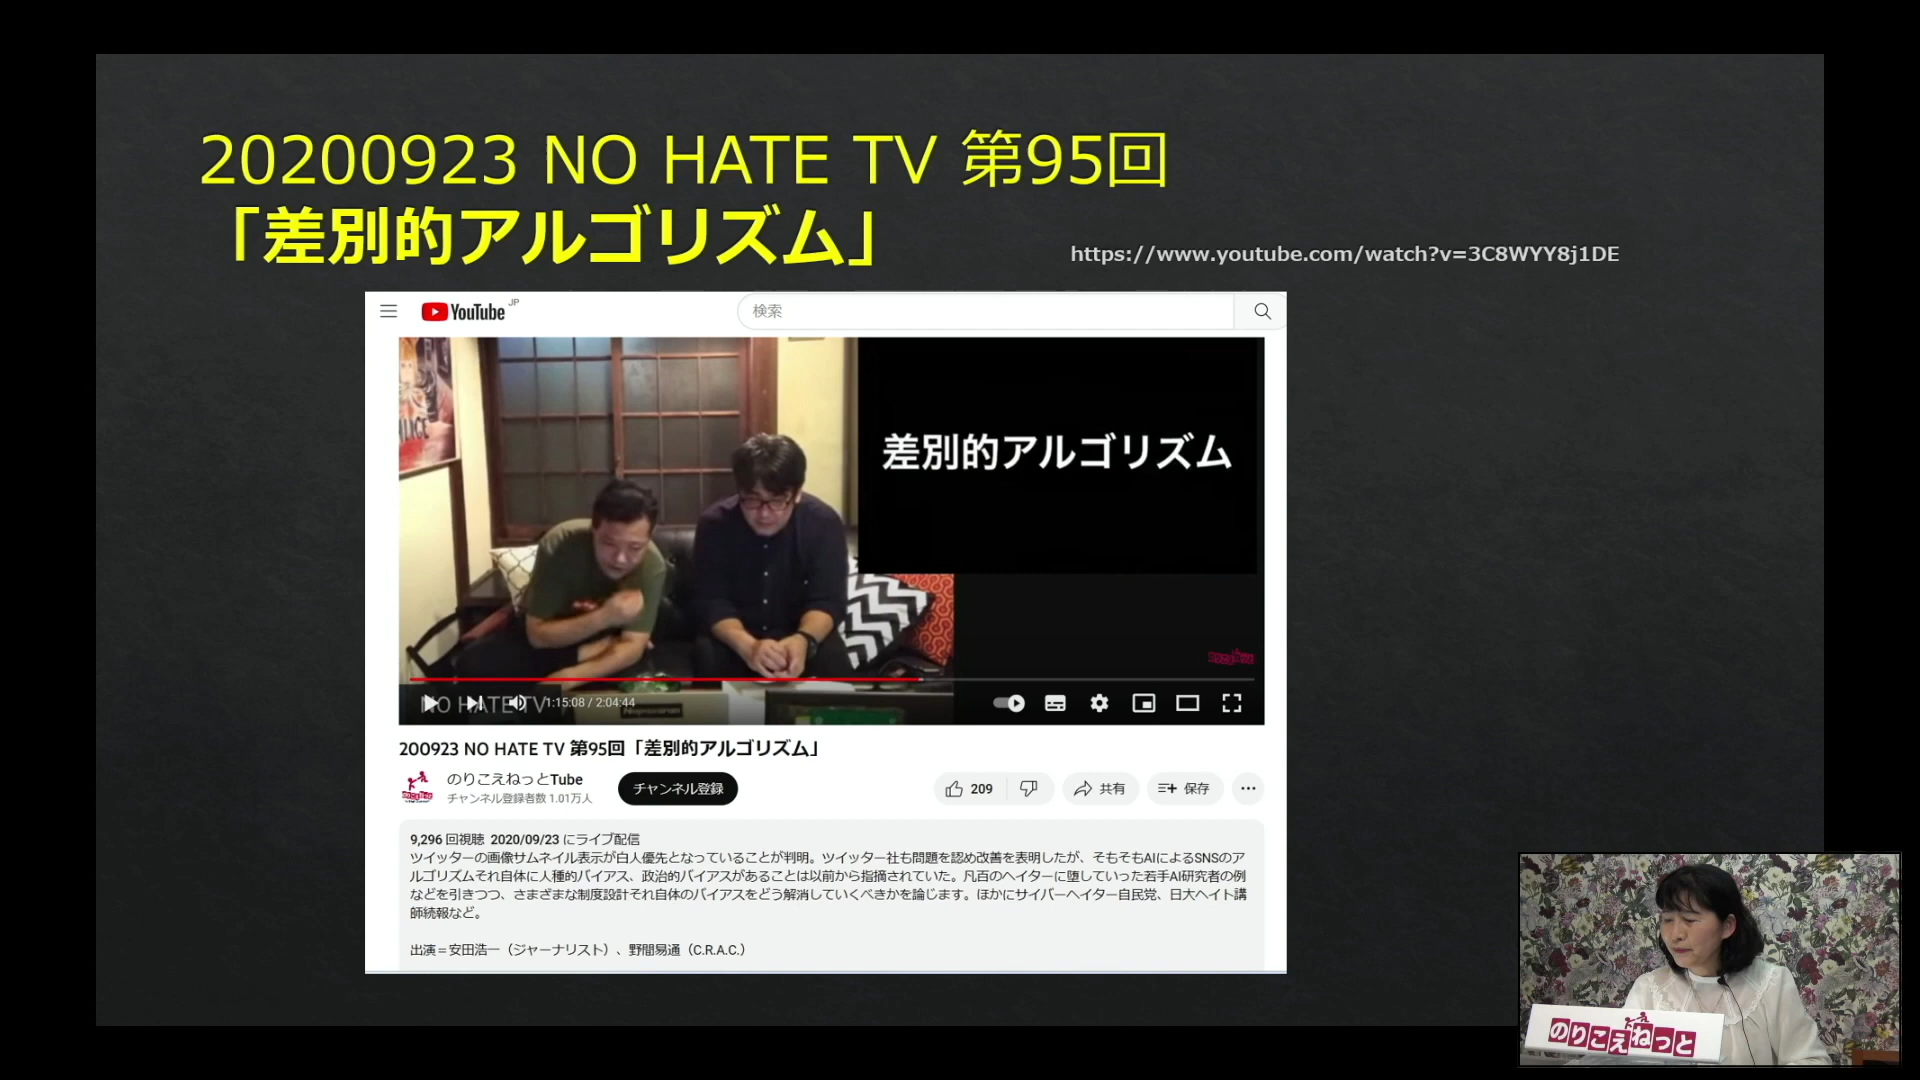 20200923 NO HATE TV 第95回
「差別的アルゴリズム」
https://www.youtube.com/watch?v=3C8WYY8j1DE
YouTube JP
検索
差別的アルゴリズム
のりこえねっと
NO HATE TV
1:15:08 / 2:04:44
200923 NO HATE TV 第95回「差別的アルゴリズム」
のりこえねっとTube
チャンネル登録者数 1.01万人
チャンネル登録
209
共有
保存
9,296 回視聴 2020/09/23 にライブ配信
ツイッターの画像サムネイル表示が白人優先となっていることが判明。ツイッター社も問題を認め改善を表明したが、そもそもAIによるSNSのア
ルゴリズムそれ自体に人種的バイアス、政治的バイアスがあることは以前から指摘されていた。凡百のヘイターに堕していった若手AI研究者の例
などを引きつつ、さまざまな制度設計それ自体のバイアスをどう解消していくべきかを論じます。ほかにサイバーヘイター自民党、日大ヘイト講
師続報など。
出演＝安田浩一（ジャーナリスト）、野間易通（C.R.A.C.）
のりこえねっと